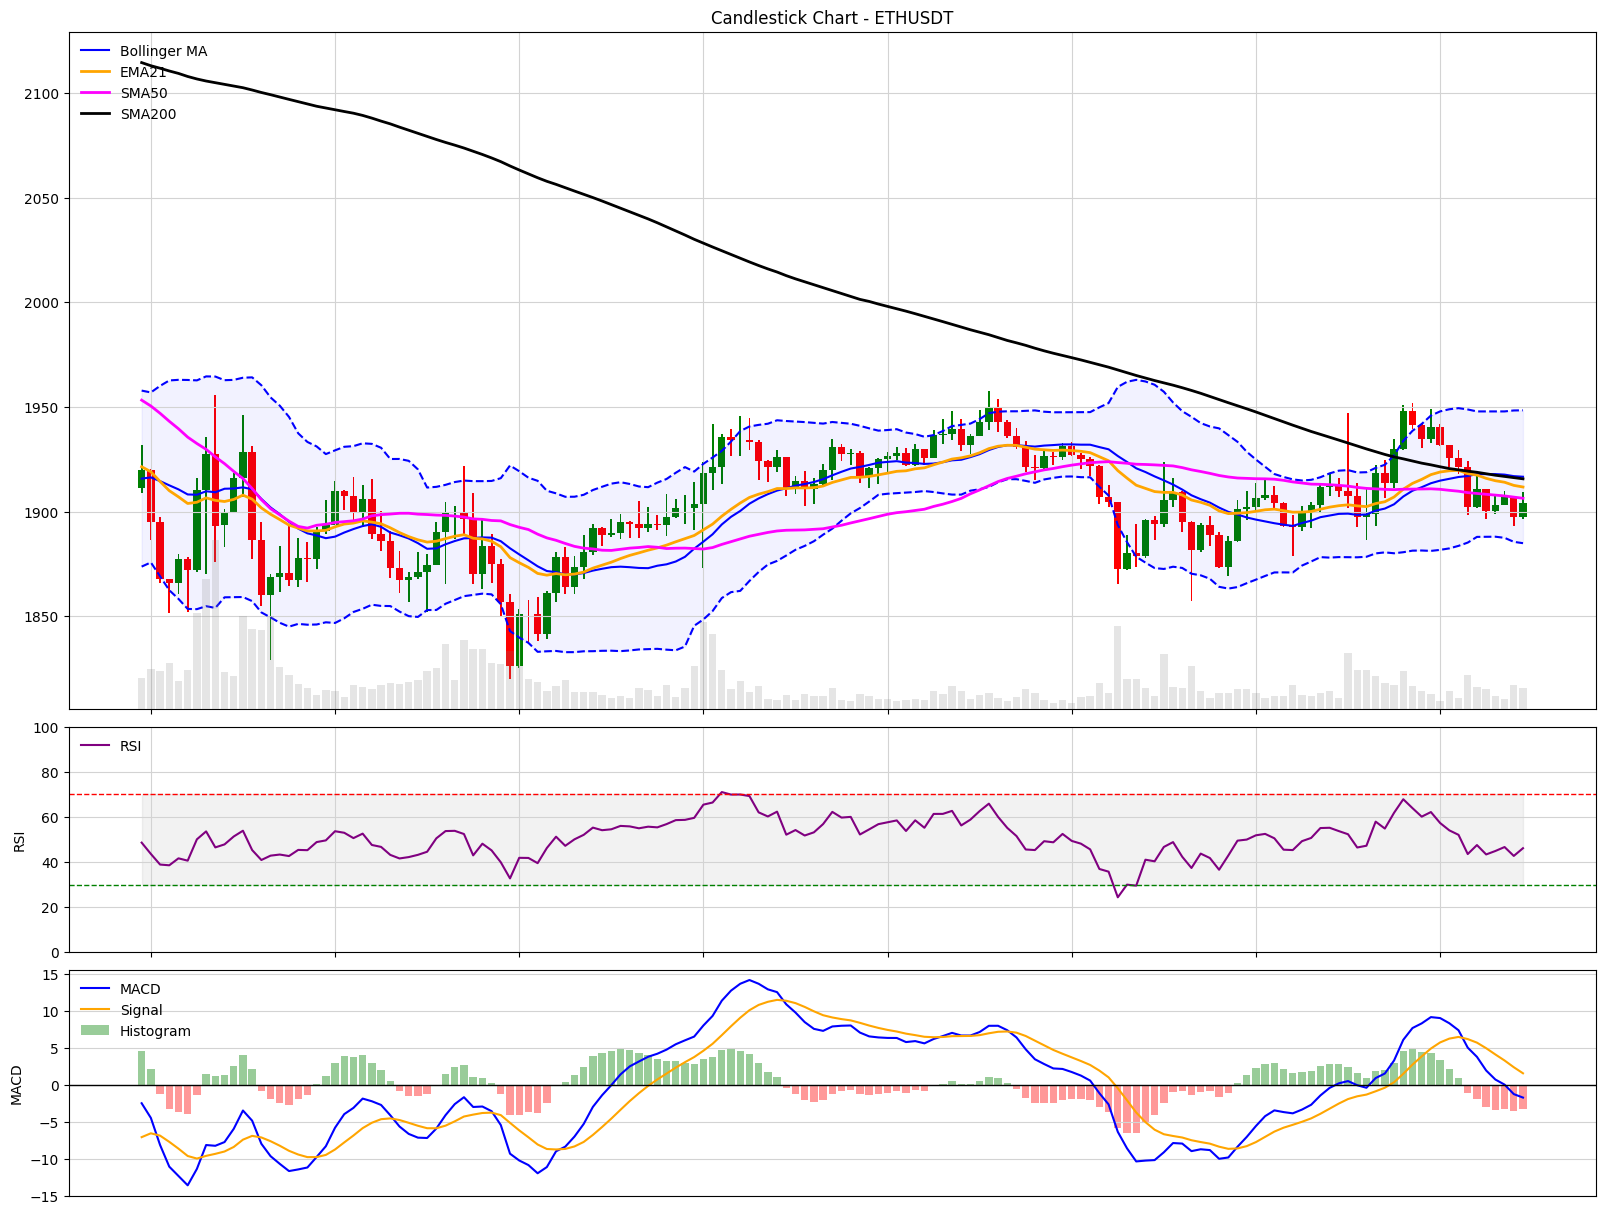 Candlestick Chart - ETHUSDT
Bollinger MA
EMA21
SMA50
SMA200
2100
2050
2000
1950
1900
1850
RSI
100
80
60
40
20
0
RSI
MACD
Signal
Histogram
15
10
5
0
−5
−10
−15
MACD